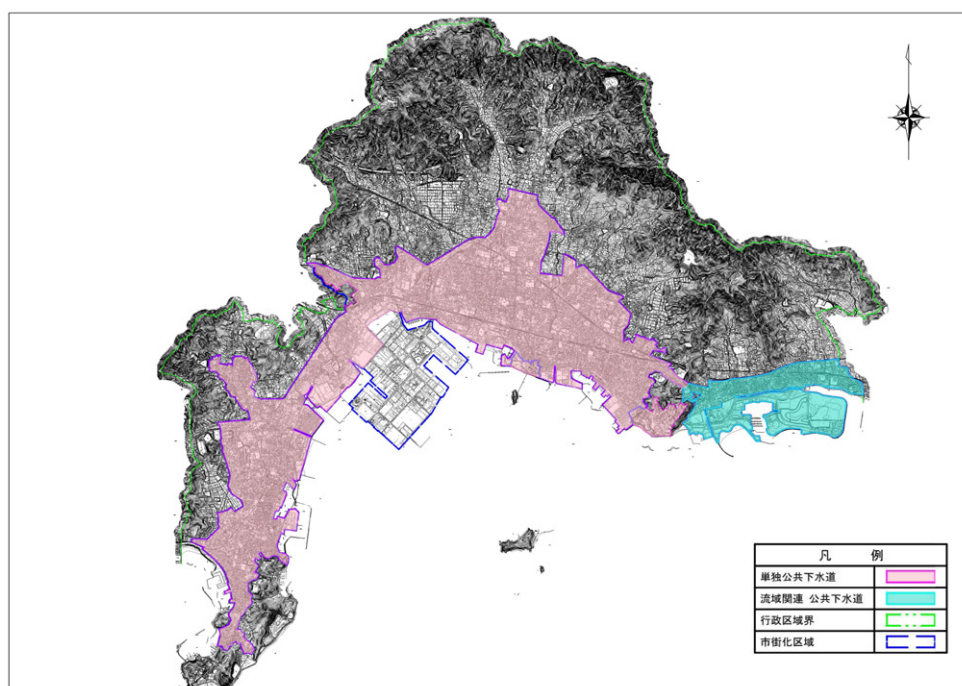 凡 例
単独公共下水道
流域関連 公共下水道
行政区域界
市街化区域